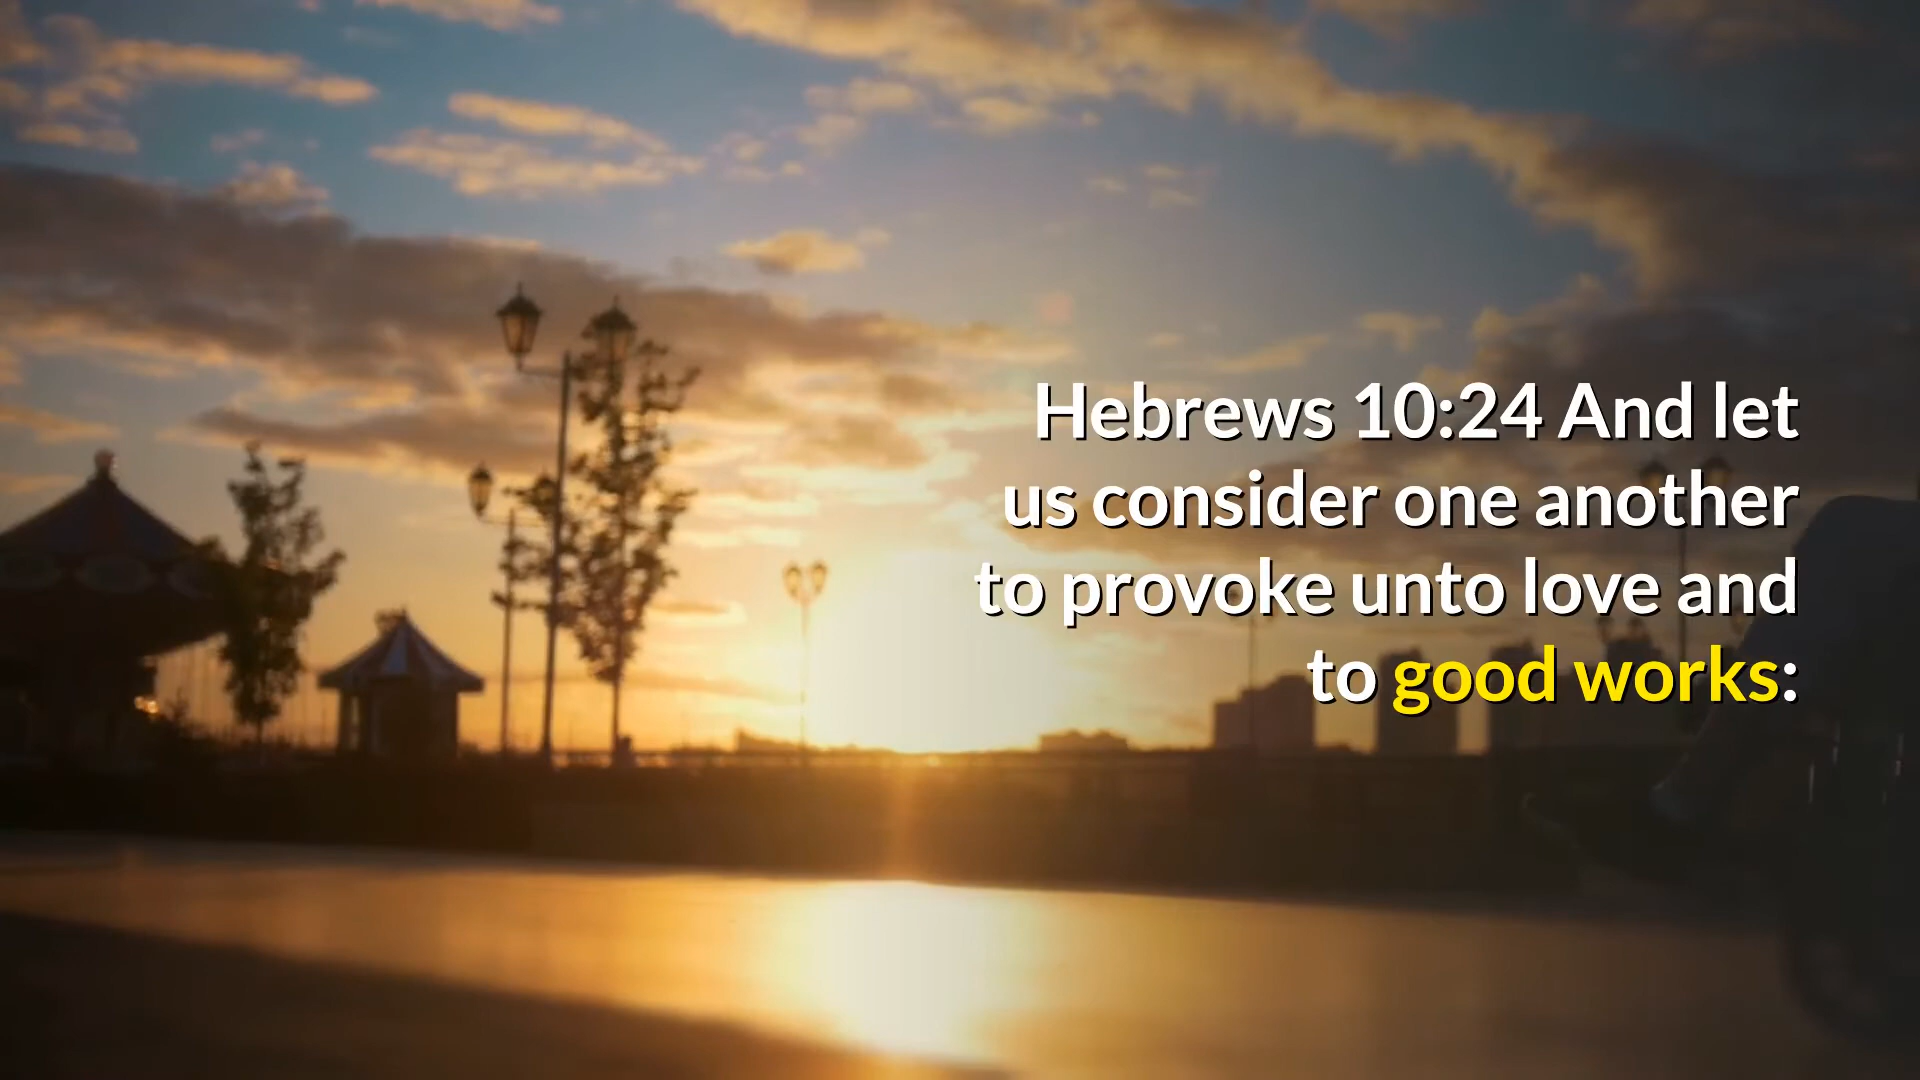 Hebrews 10:24 And let
us consider one another
to provoke unto love and
to good works: